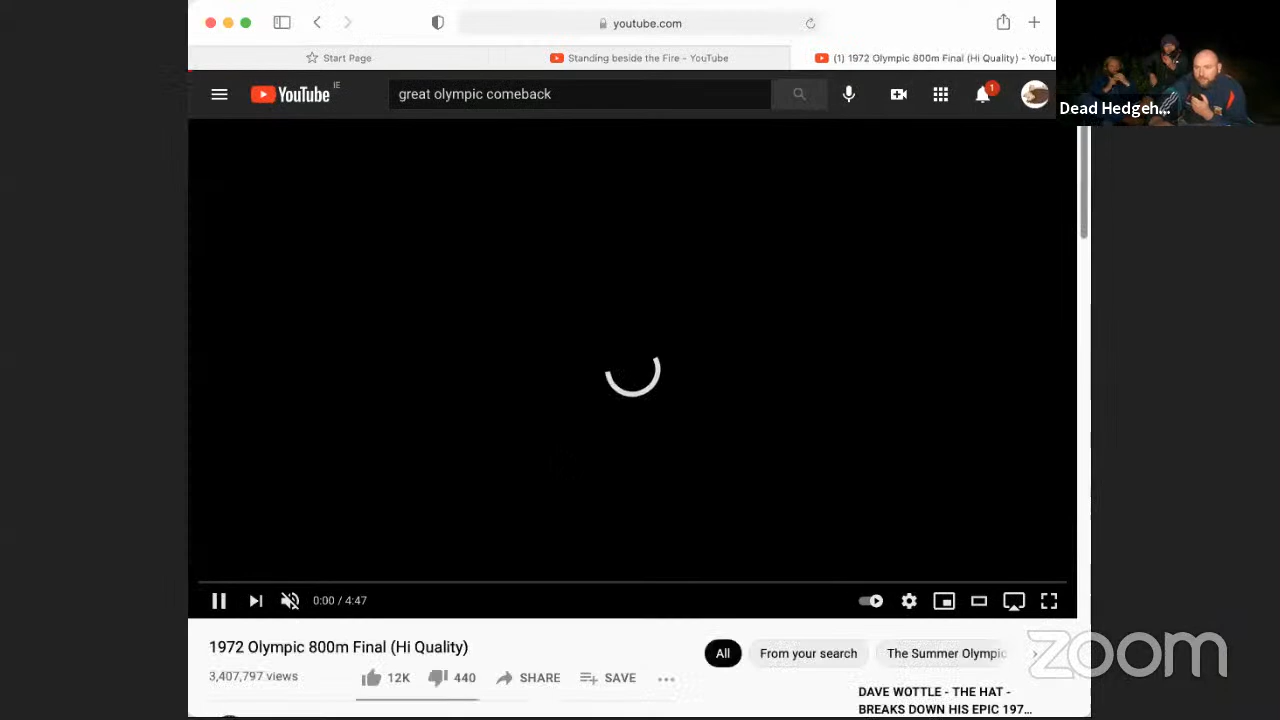 youtube.com
Start Page
Standing beside the Fire - YouTube
(1) 1972 Olympic 800m Final (Hi Quality) - YouTu
YouTube IE
great olympic comeback
1
Dead Hedgeh...
0:00 / 4:47
1972 Olympic 800m Final (Hi Quality)
All
From your search
The Summer Olympic
3,407,797 views
12K
440
SHARE
SAVE
zoom
DAVE WOTTLE - THE HAT -
BREAKS DOWN HIS EPIC 197...